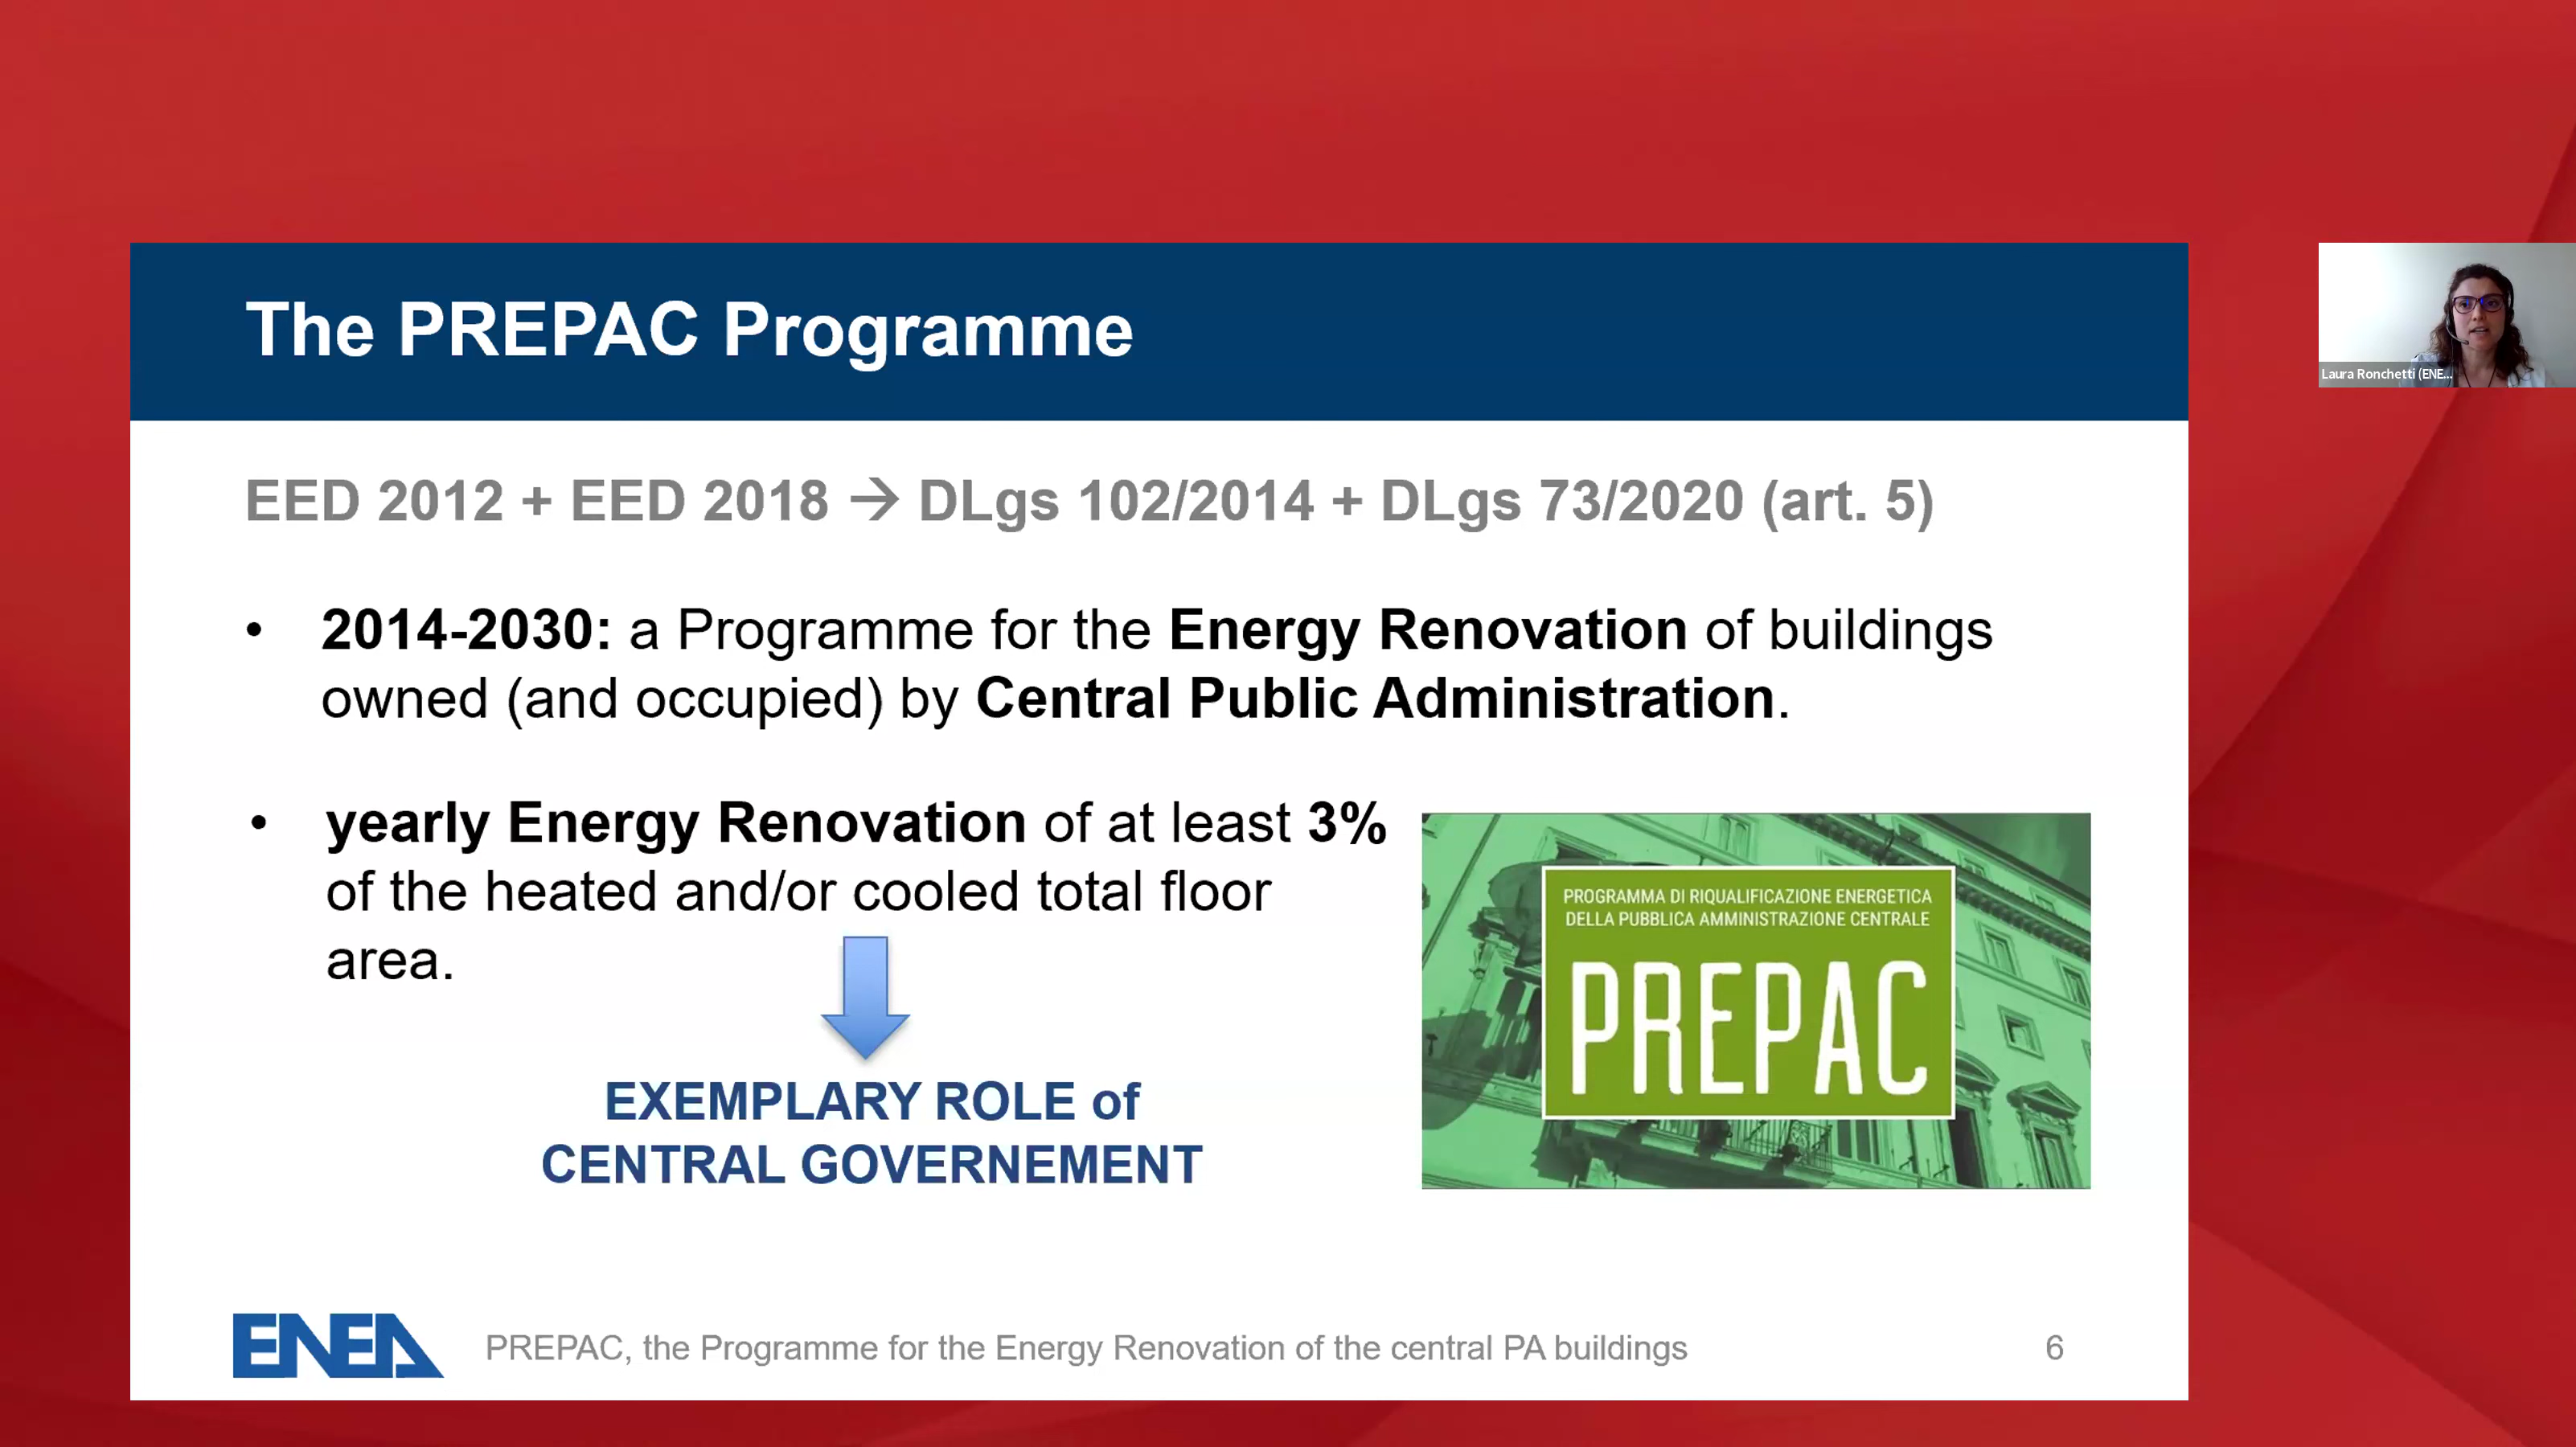 The PREPAC Programme
Laura Ronchetti (ENE...
EED 2012 + EED 2018 → DLgs 102/2014 + DLgs 73/2020 (art. 5)
• 2014-2030: a Programme for the Energy Renovation of buildings
owned (and occupied) by Central Public Administration.
• yearly Energy Renovation of at least 3%
of the heated and/or cooled total floor
area.
EXEMPLARY ROLE of
CENTRAL GOVERNEMENT
PROGRAMMA DI RIQUALIFICAZIONE ENERGETICA
DELLA PUBBLICA AMMINISTRAZIONE CENTRALE
PREPAC
ENEA
PREPAC, the Programme for the Energy Renovation of the central PA buildings
6